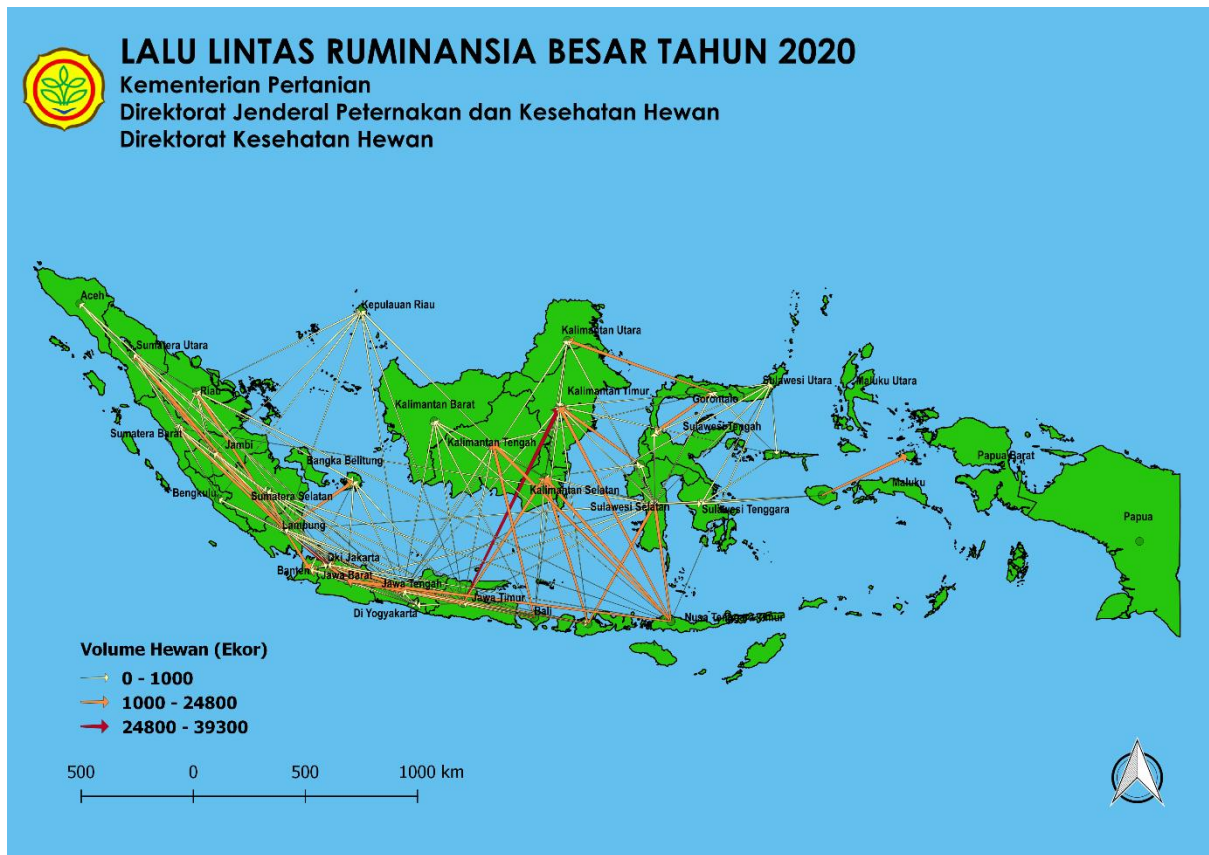 LALU LINTAS RUMINANSIA BESAR TAHUN 2020
Kementerian Pertanian
Direktorat Jenderal Peternakan dan Kesehatan Hewan
Direktorat Kesehatan Hewan
Aceh
Kepulauan Riau
Sumatera Utara
Kalimantan Utara
Riau
Kalimantan Timur
Sulawesi Utara
Maluku Utara
Gorontalo
Kalimantan Barat
Sumatera Barat
Jambi
Kalimantan Tengah
Sulawesi Tengah
Bangka Belitung
Papua Barat
Bengkulu
Sumatera Selatan
Kalimantan Selatan
Maluku
Sulawesi Selatan
Sulawesi Tenggara
Papua
Lampung
Dki Jakarta
Banten
Jawa Barat
Jawa Tengah
Jawa Timur
Di Yogyakarta
Bali
Nusa Tenggara Timur
Volume Hewan (Ekor)
0 - 1000
1000 - 24800
24800 - 39300
500 0 500 1000 km